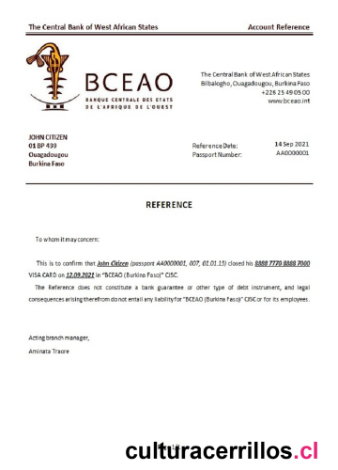 The Central Bank of West African States Account Reference
BCEAO
BANQUE CENTRALE DES ETATS
DE L'AFRIQUE DE L'OUEST
The Central Bank of West African States
Bilbalogho, Ouagadougou, Burkina Faso
+226 25 49 05 00
www.bceao.int
JOHN CITIZEN
01 BP 439
Ouagadougou
Burkina Faso
Reference Date: 14 Sep 2021
Passport Number: AA0000001
REFERENCE
To whom it may concern:
This is to confirm that John Citizen (passport AA0000001, 007, 01.01.15) closed his 8888 7770 8888 7000
VISA CARD on 12.09.2021 in "BCEAO (Burkina Faso)" CJSC.
The Reference does not constitute a bank guarantee or other type of debt instrument, and legal
consequences arising therefrom do not entail any liability for "BCEAO (Burkina Faso)" CJSC or for its employees.
Acting branch manager,
Aminata Traore
culturacerrillos.cl